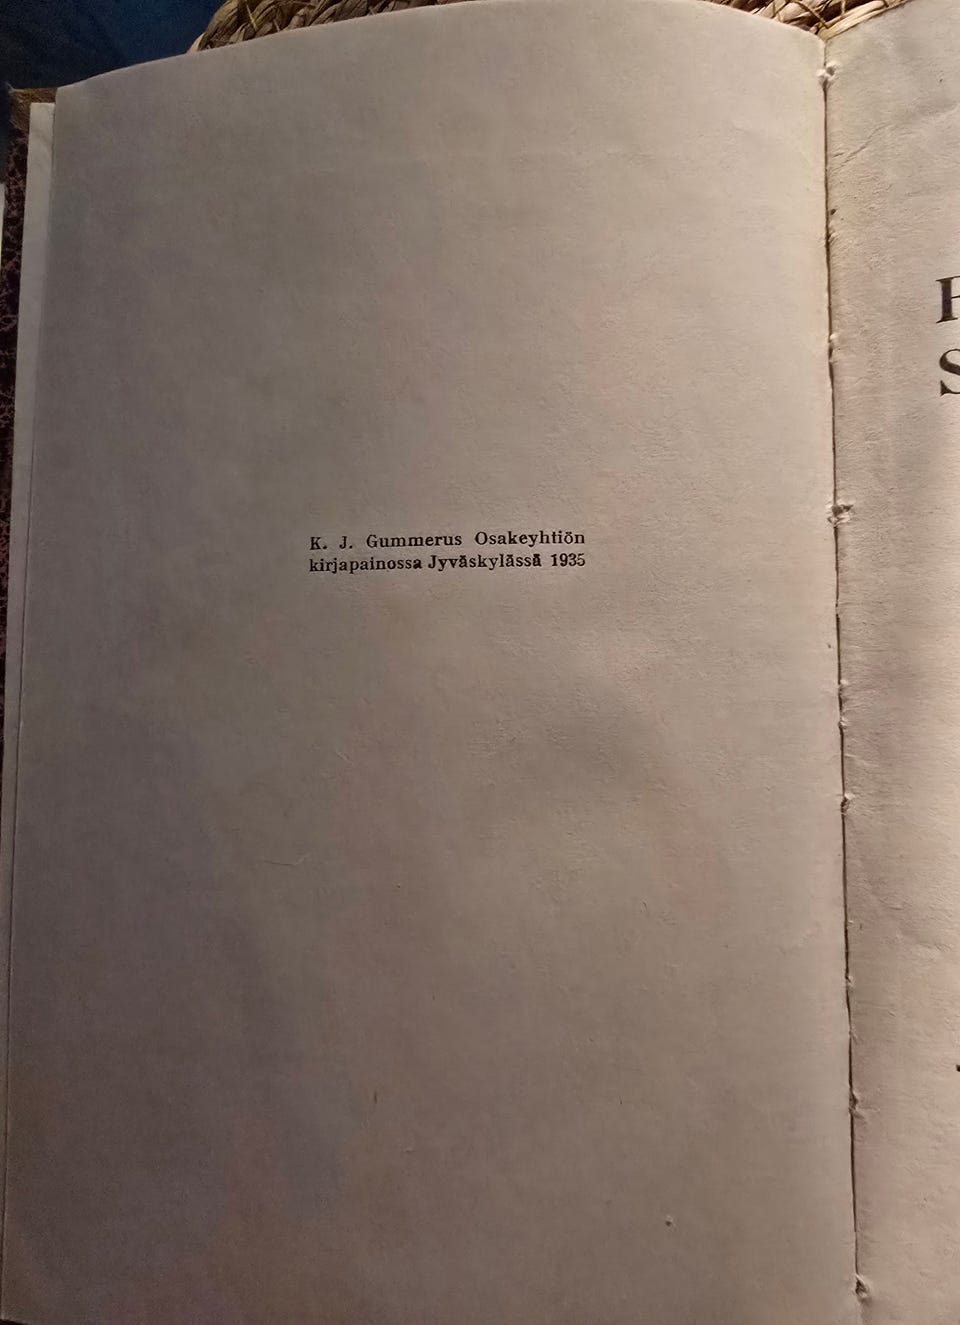 K. J. Gummerus Osakeyhtiön
kirjapainossa Jyväskylässä 1935